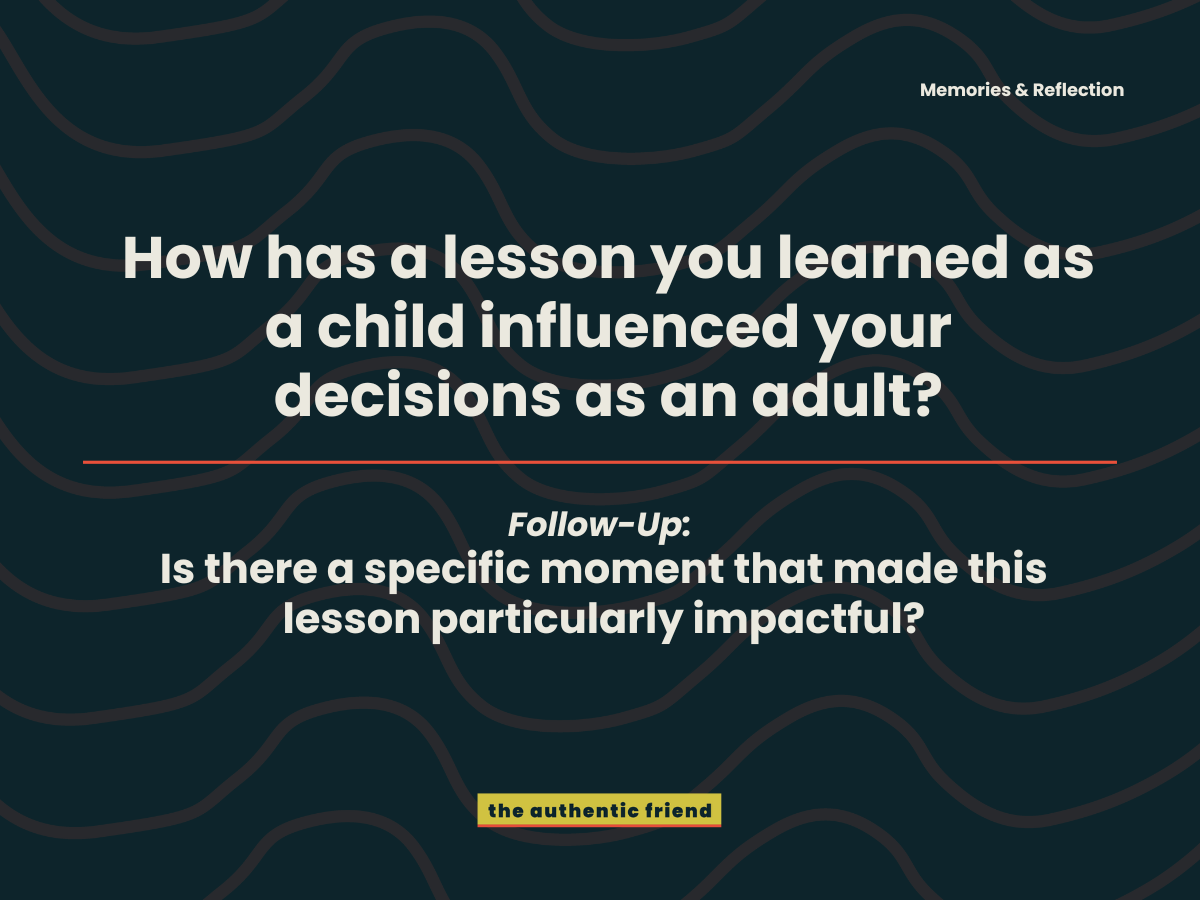 Memories & Reflection
How has a lesson you learned as
a child influenced your
decisions as an adult?
Follow-Up:
Is there a specific moment that made this
lesson particularly impactful?
the authentic friend